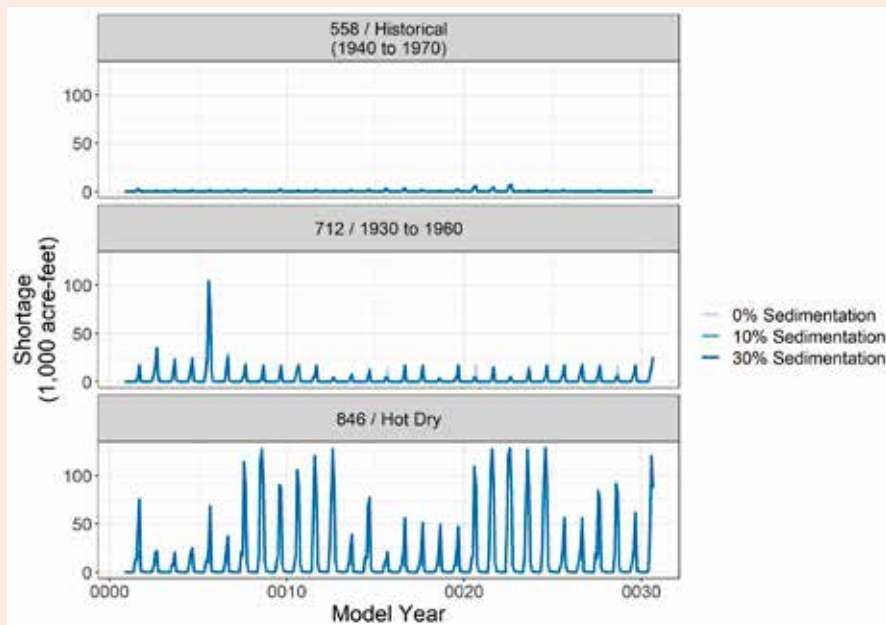 558 / Historical
(1940 to 1970)
100
50
0
712 / 1930 to 1960
100
50
0
846 / Hot Dry
100
50
0
0000
0010
0020
0030
Model Year
Shortage
(1,000 acre-feet)
0% Sedimentation
10% Sedimentation
30% Sedimentation